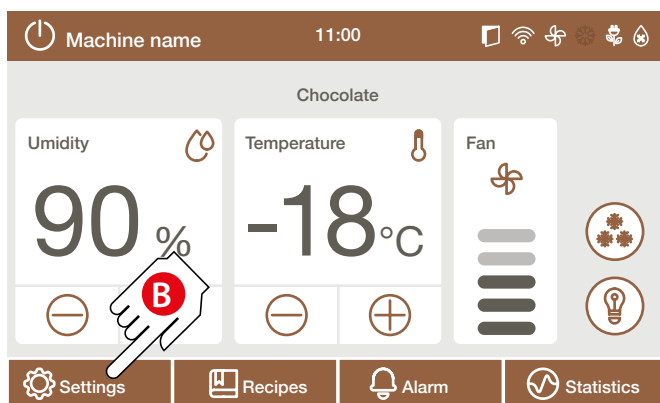 Machine name
11:00
Chocolate
Umidity
Temperature
Fan
90 %
-18°C
B
Settings
Recipes
Alarm
Statistics